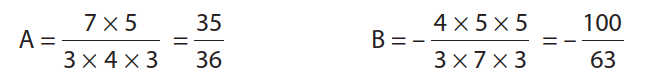 A = 7 × 5 / 3 × 4 × 3 = 35 / 36
B = - 4 × 5 × 5 / 3 × 7 × 3 = - 100 / 63